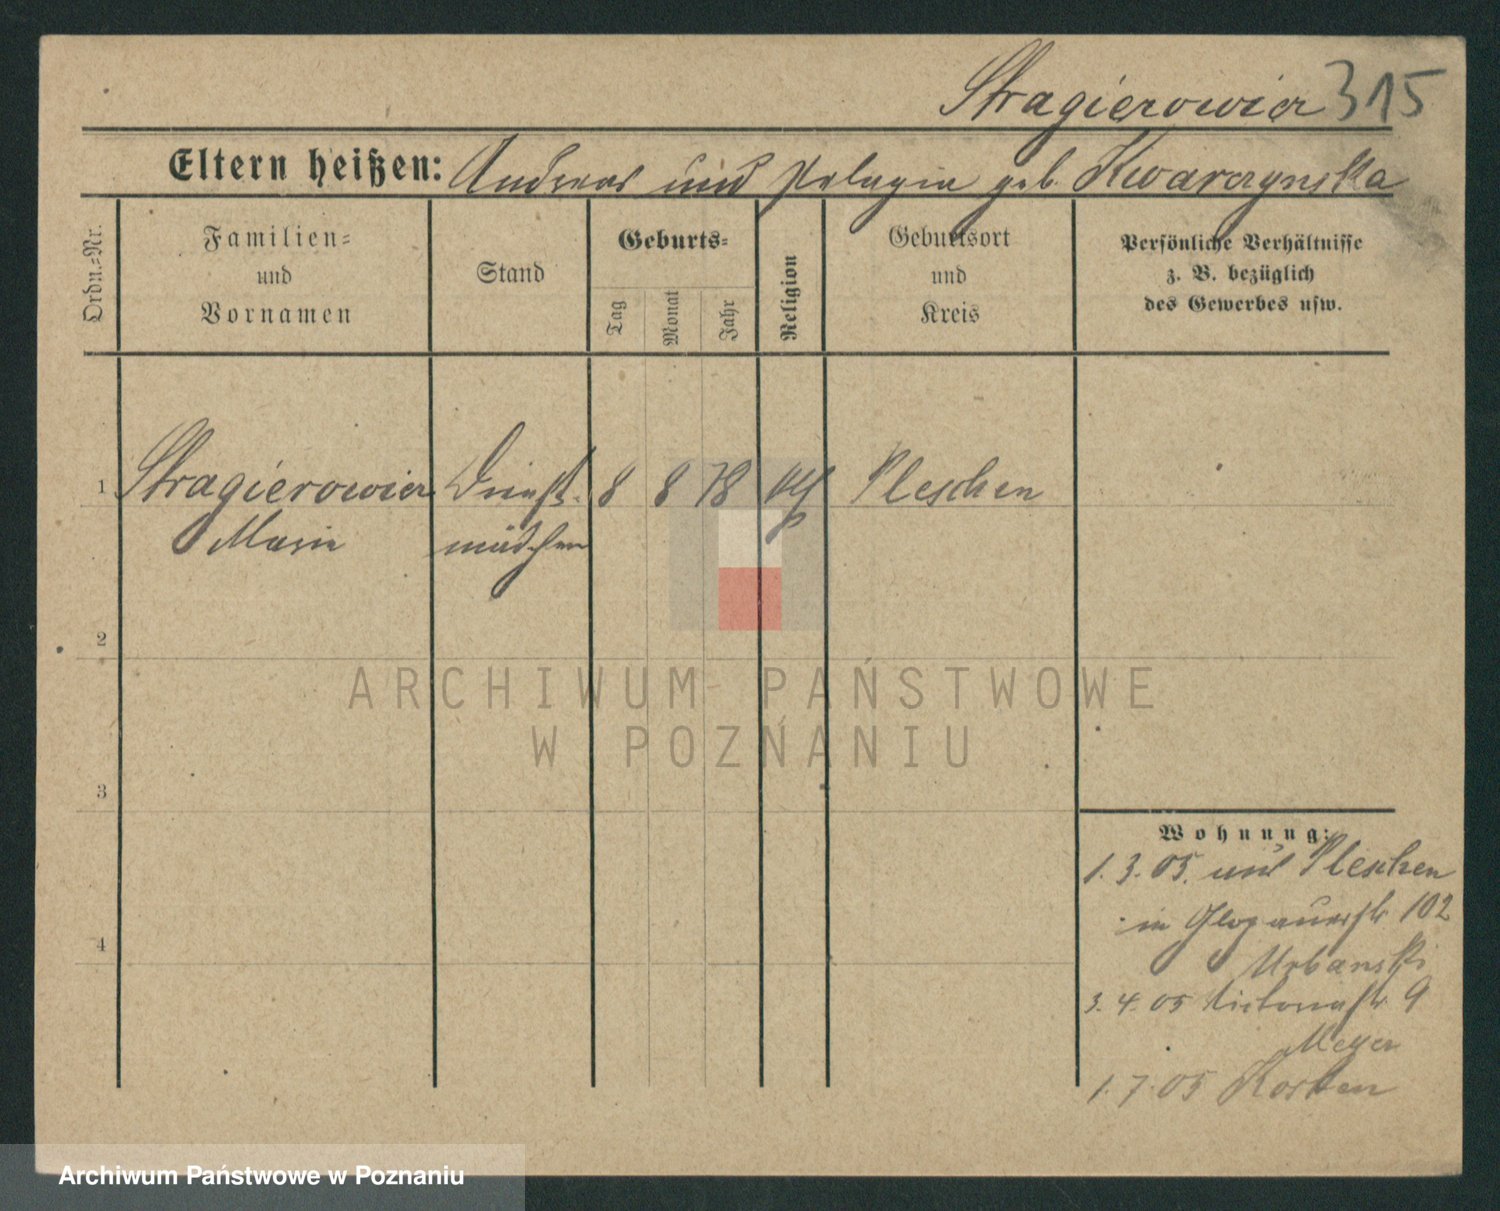 Stragierowicz 315
Eltern heißen: Andreas und Pelagia geb. Kwarczynska
Ordn.-Nr.
Familien-
und
Vornamen
Stand
Geburts-
Tag
Monat
Jahr
Religion
Geburtsort
und
Kreis
Persönliche Verhältnisse
z. B. bezüglich
des Gewerbes usw.
1 Stragierowicz Dienst- 8 8 78 Pleschen
Marie mädchen
2
3
4
ARCHIWUM PAŃSTWOWE
W POZNANIU
Wohnung:
1. 3. 05. Pleschen
in Glogauerstr 102
Urbanski
3. 4. 05 Victoriastr 9
Meyer
1. 7. 05 Kosten
Archiwum Państwowe w Poznaniu